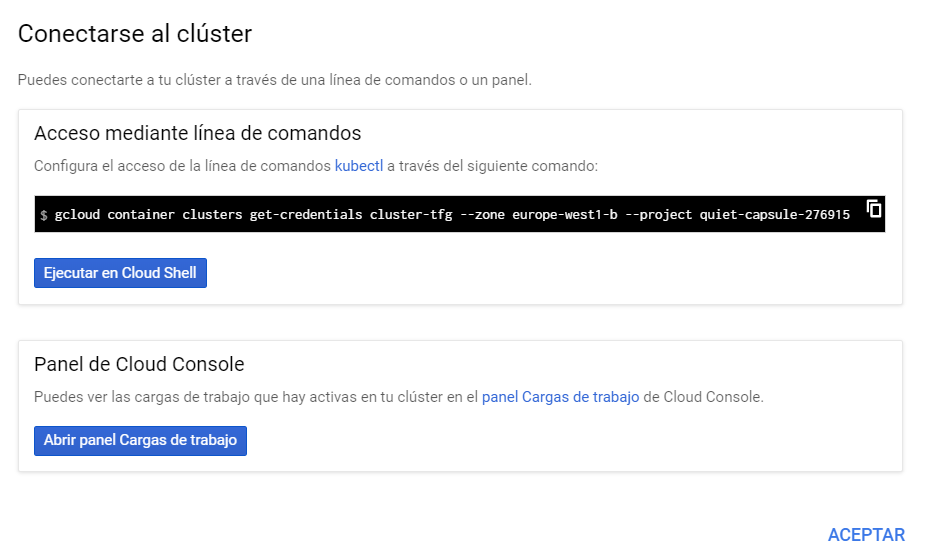 Conectarse al clúster
Puedes conectarte a tu clúster a través de una línea de comandos o un panel.
Acceso mediante línea de comandos
Configura el acceso de la línea de comandos kubectl a través del siguiente comando:
$ gcloud container clusters get-credentials cluster-tfg --zone europe-west1-b --project quiet-capsule-276915
Ejecutar en Cloud Shell
Panel de Cloud Console
Puedes ver las cargas de trabajo que hay activas en tu clúster en el panel Cargas de trabajo de Cloud Console.
Abrir panel Cargas de trabajo
ACEPTAR